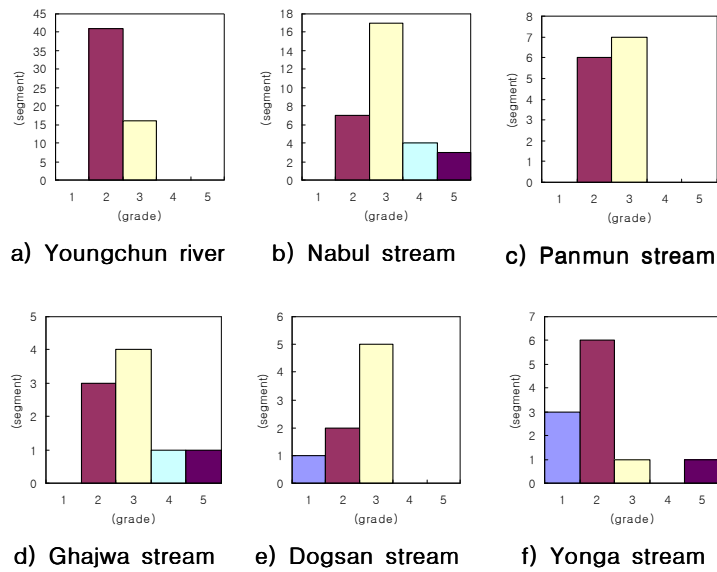 45
40
35
30
25
20
15
10
5
0
(segment)
1 2 3 4 5
(grade)
a) Youngchun river
18
16
14
12
10
8
6
4
2
0
(segment)
1 2 3 4 5
(grade)
b) Nabul stream
8
7
6
5
4
3
2
1
0
(segment)
1 2 3 4 5
(grade)
c) Panmun stream
5
4
3
2
1
0
(segment)
1 2 3 4 5
(grade)
d) Ghajwa stream
6
5
4
3
2
1
0
(segment)
1 2 3 4 5
(grade)
e) Dogsan stream
7
6
5
4
3
2
1
0
(segment)
1 2 3 4 5
(grade)
f) Yonga stream